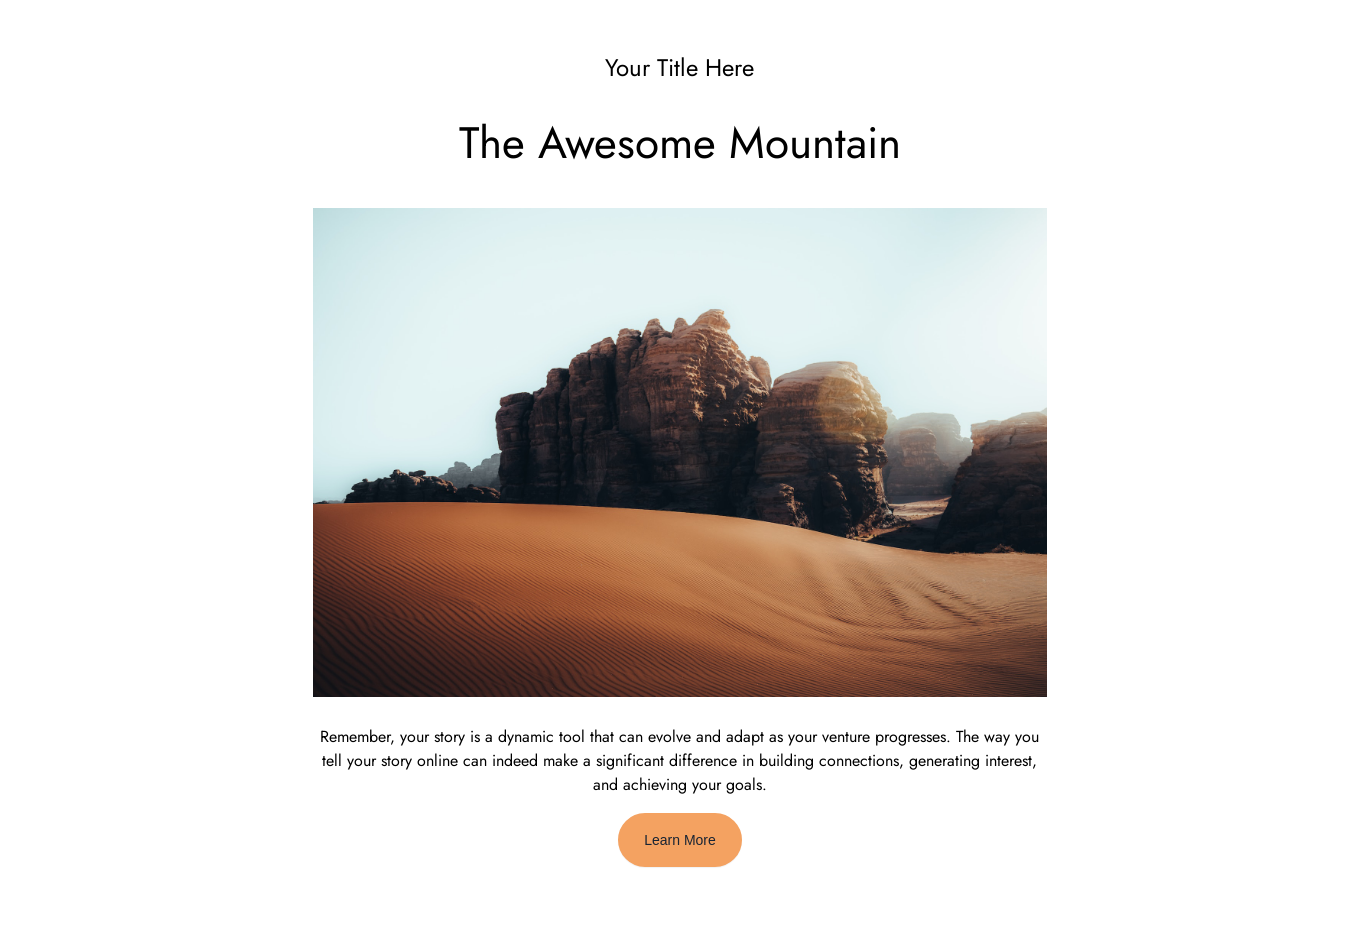 Your Title Here
The Awesome Mountain
Remember, your story is a dynamic tool that can evolve and adapt as your venture progresses. The way you
tell your story online can indeed make a significant difference in building connections, generating interest,
and achieving your goals.
Learn More